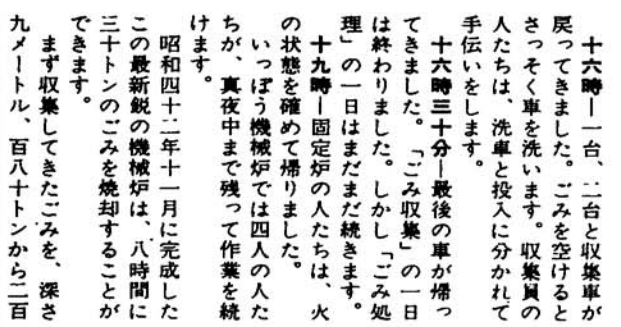 十六時ー一台、二台と収集車が
戻ってきました。ごみを空けると
さっそく車を洗います。収集員の
人たちは、洗車と投入に分かれて
手伝いをします。
十六時三十分ー最後の車が帰っ
てきました。「ごみ収集」の一日
は終わりました。しかし「ごみ処
理」の一日はまだまだ続きます。
十九時ー固定炉の人たちは、火
の状態を確めて帰りました。
いっぽう機械炉では四人の人た
ちが、真夜中まで残って作業を続
けます。
昭和四十二年十一月に完成した
この最新鋭の機械炉は、八時間に
三十トンのごみを焼却することが
できます。
まず収集してきたごみを、深さ
九メートル、百八十トンから二百